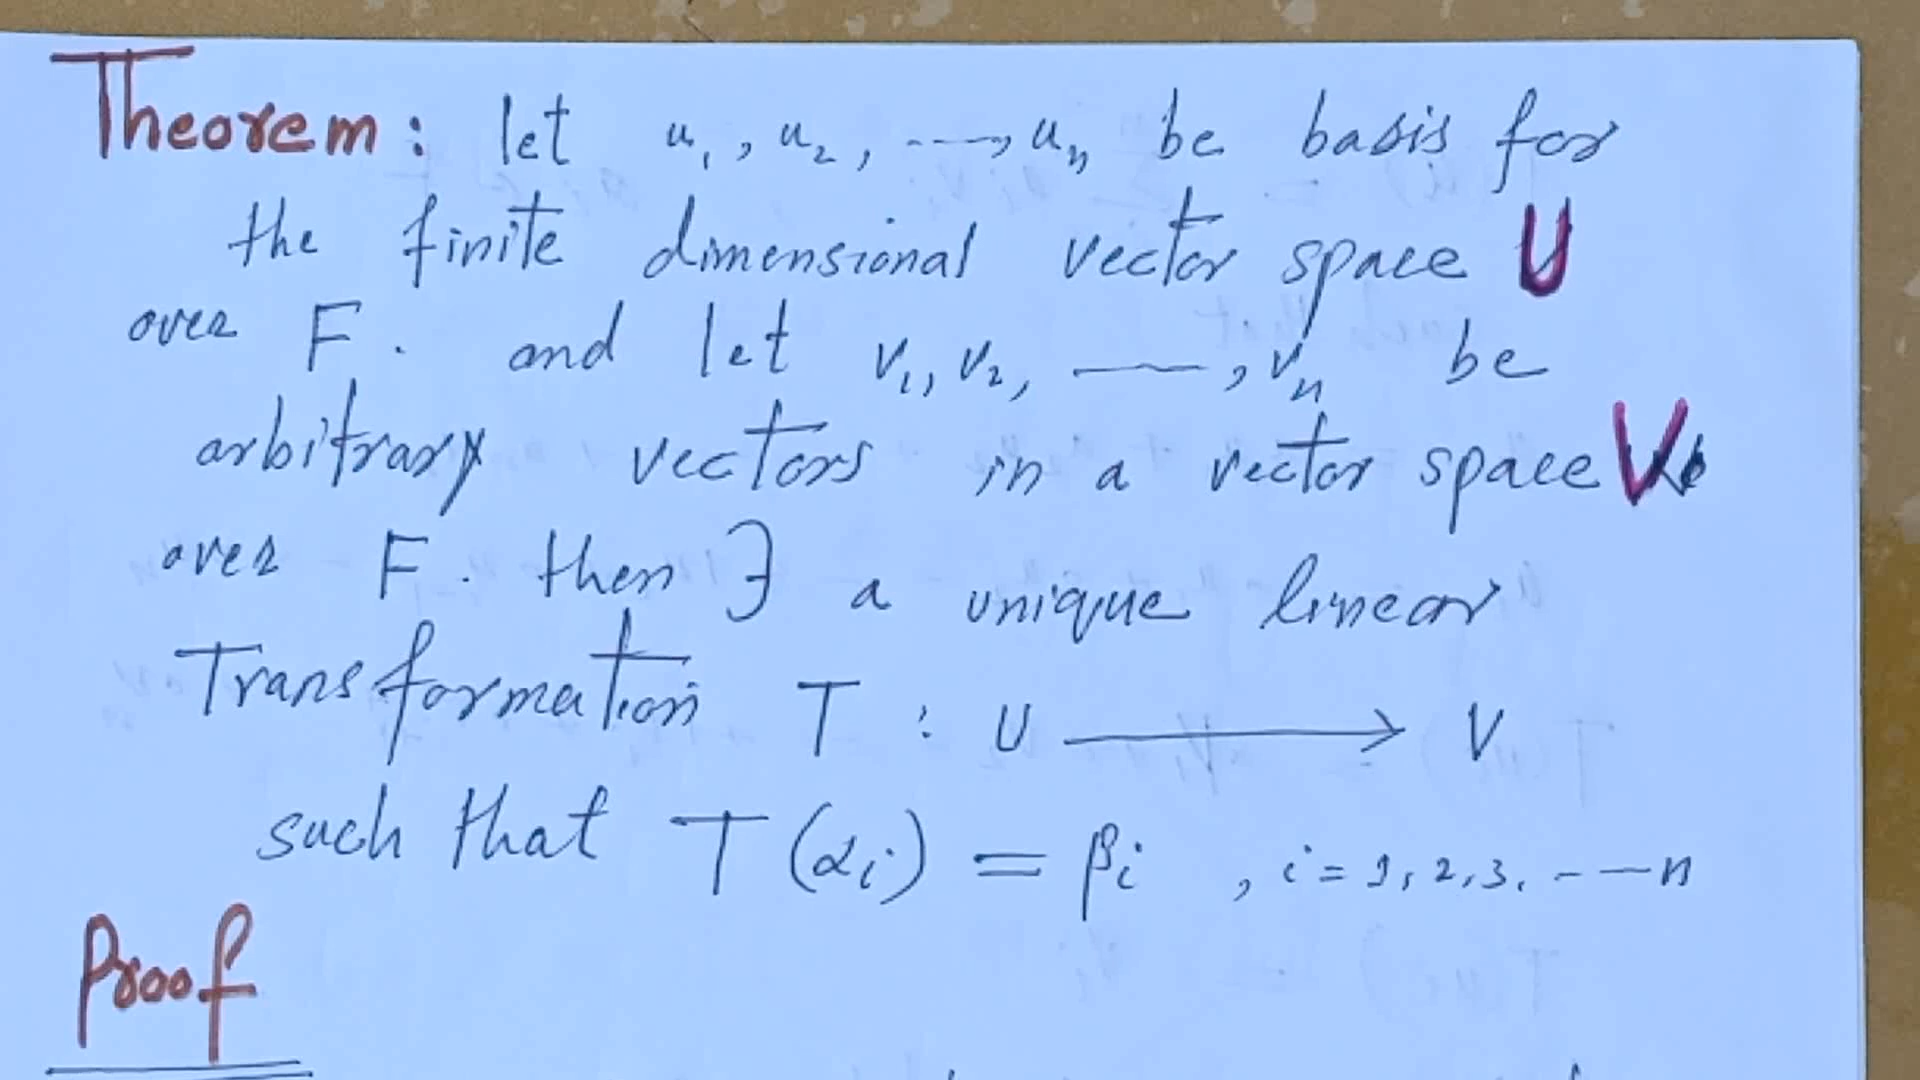 Theorem: let u₁, u₂, ----, uₙ be basis for
the finite dimensional vector space U
over F. and let v₁, v₂, ——, vₙ be
arbitrary vectors in a vector space V
over F. then ∃ a unique linear
Transformation T : U ⟶ V
such that T(αᵢ) = βᵢ , i = 1, 2, 3, ---n
Proof